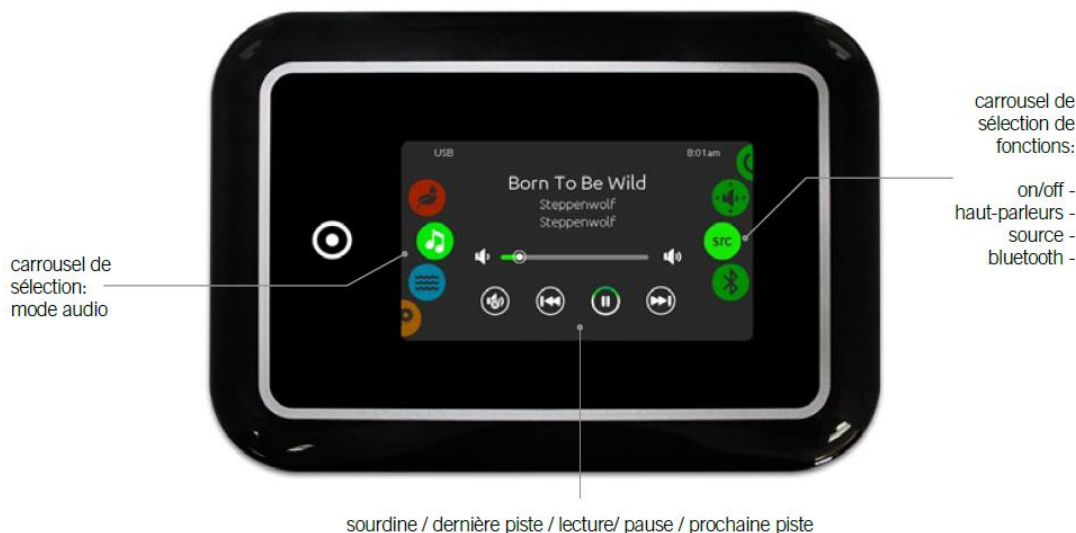 USB
8:01am
Born To Be Wild
Steppenwolf
Steppenwolf
src
carrousel de
sélection:
mode audio
carrousel de
sélection de
fonctions:
on/off -
haut-parleurs -
source -
bluetooth -
sourdine / dernière piste / lecture/ pause / prochaine piste